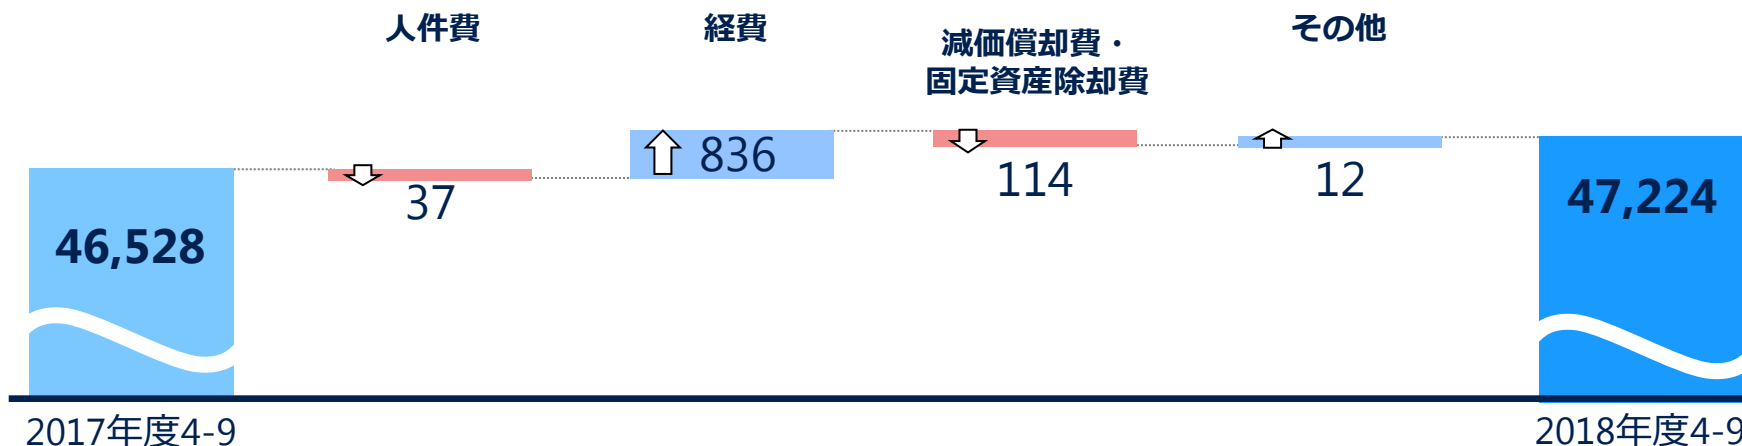 人件費
経費
減価償却費・
固定資産除却費
その他
46,528
37
836
114
12
47,224
2017年度4-9
2018年度4-9